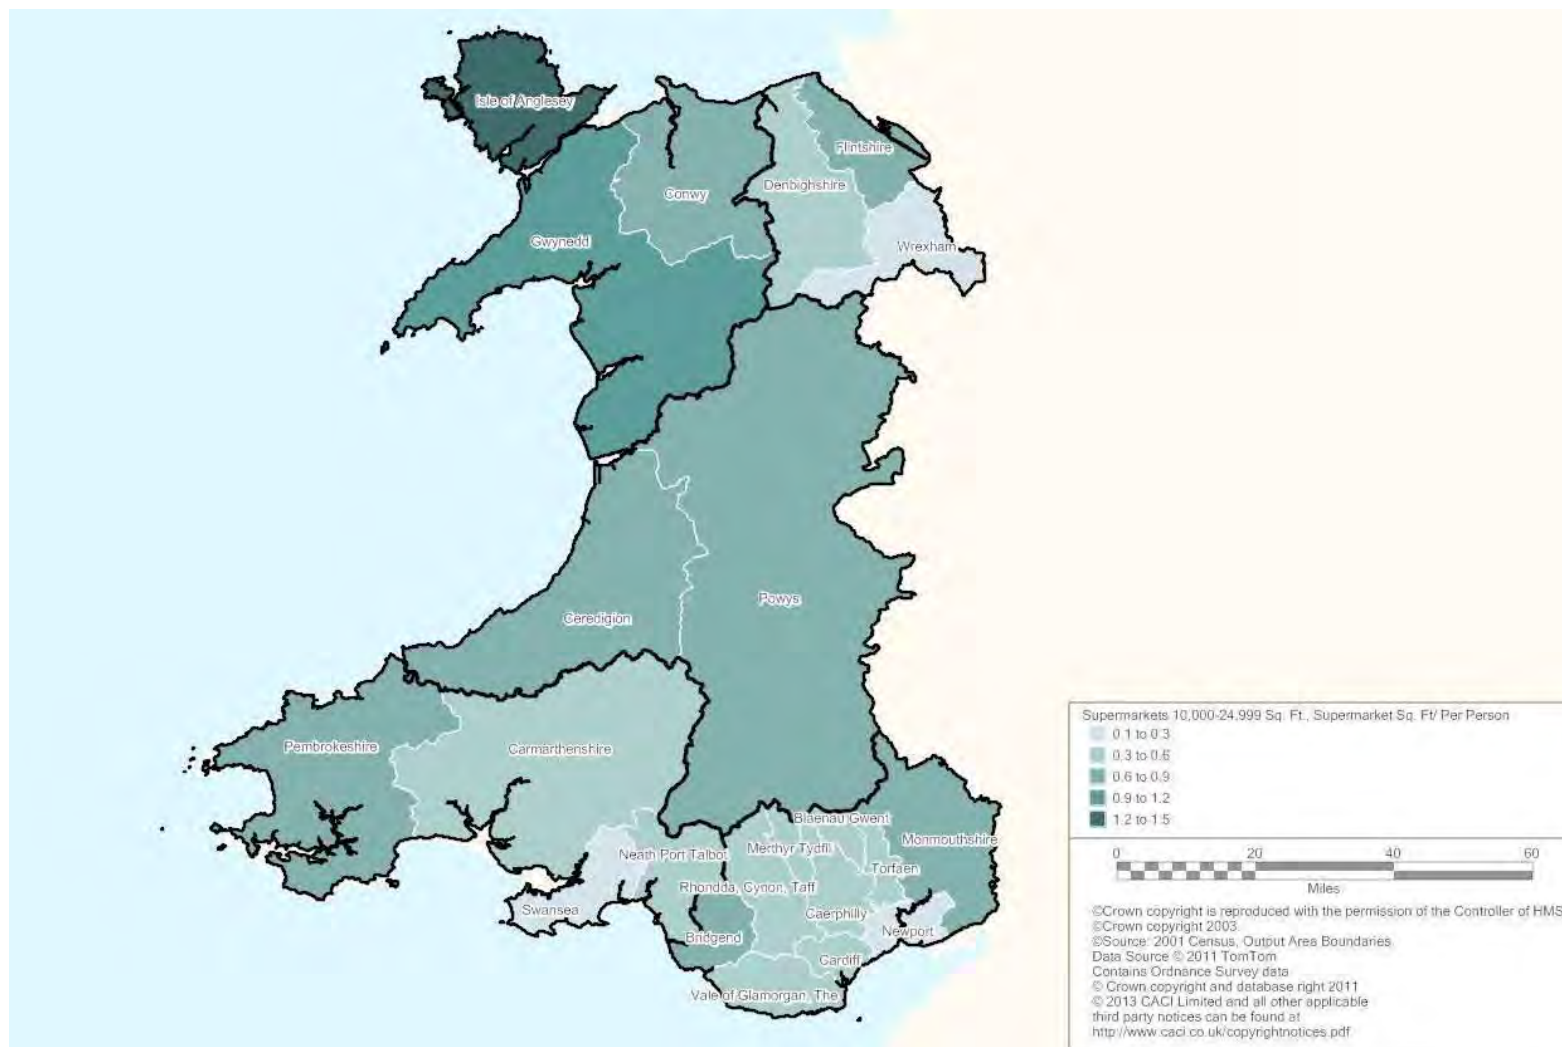 Isle of Anglesey
Flintshire
Denbighshire
Conwy
Gwynedd
Wrexham
Powys
Ceredigion
Pembrokeshire
Carmarthenshire
Blaenau Gwent
Monmouthshire
Merthyr Tydfil
Neath Port Talbot
Torfaen
Rhondda, Cynon, Taff
Swansea
Caerphilly
Newport
Bridgend
Cardiff
Vale of Glamorgan, The
Supermarkets 10,000-24,999 Sq. Ft., Supermarket Sq. Ft/ Per Person
0.1 to 0.3
0.3 to 0.6
0.6 to 0.9
0.9 to 1.2
1.2 to 1.5
0 20 40 60
Miles
©Crown copyright is reproduced with the permission of the Controller of HMS
©Crown copyright 2003.
©Source: 2001 Census, Output Area Boundaries.
Data Source © 2011 TomTom
Contains Ordnance Survey data
© Crown copyright and database right 2011
© 2013 CACI Limited and all other applicable
third party notices can be found at
http://www.caci.co.uk/copyrightnotices.pdf